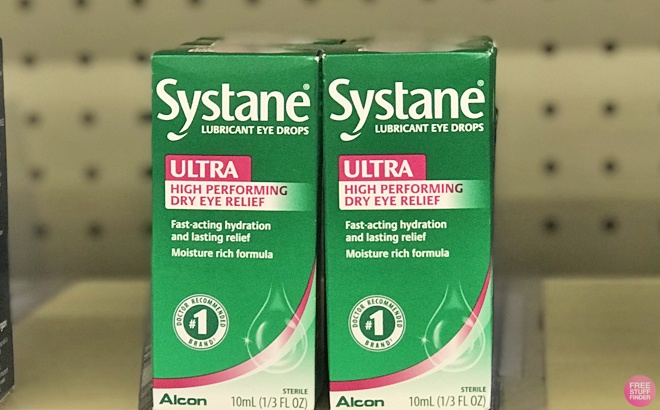 Systane®
LUBRICANT EYE DROPS
ULTRA
HIGH PERFORMING
DRY EYE RELIEF
Fast-acting hydration
and lasting relief
Moisture rich formula
DOCTOR RECOMMENDED
#1
BRAND
STERILE
Alcon 10mL (1/3 FL OZ)
Systane®
LUBRICANT EYE DROPS
ULTRA
HIGH PERFORMING
DRY EYE RELIEF
Fast-acting hydration
and lasting relief
Moisture rich formula
DOCTOR RECOMMENDED
#1
BRAND
STERILE
Alcon 10mL (1/3 FL OZ)
FREE
STUFF
FINDER